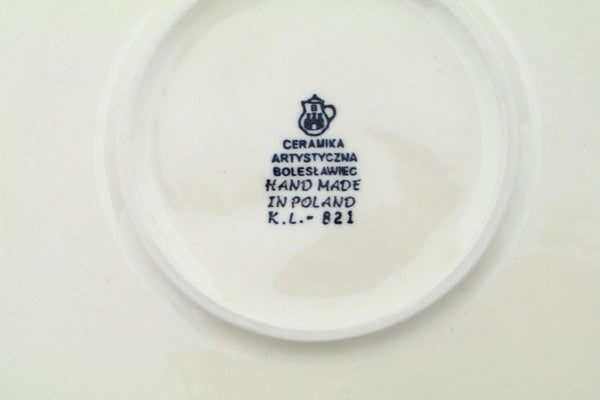 CERAMIKA
ARTYSTYCZNA
BOLESŁAWIEC
HAND MADE
IN POLAND
K.L.- 821